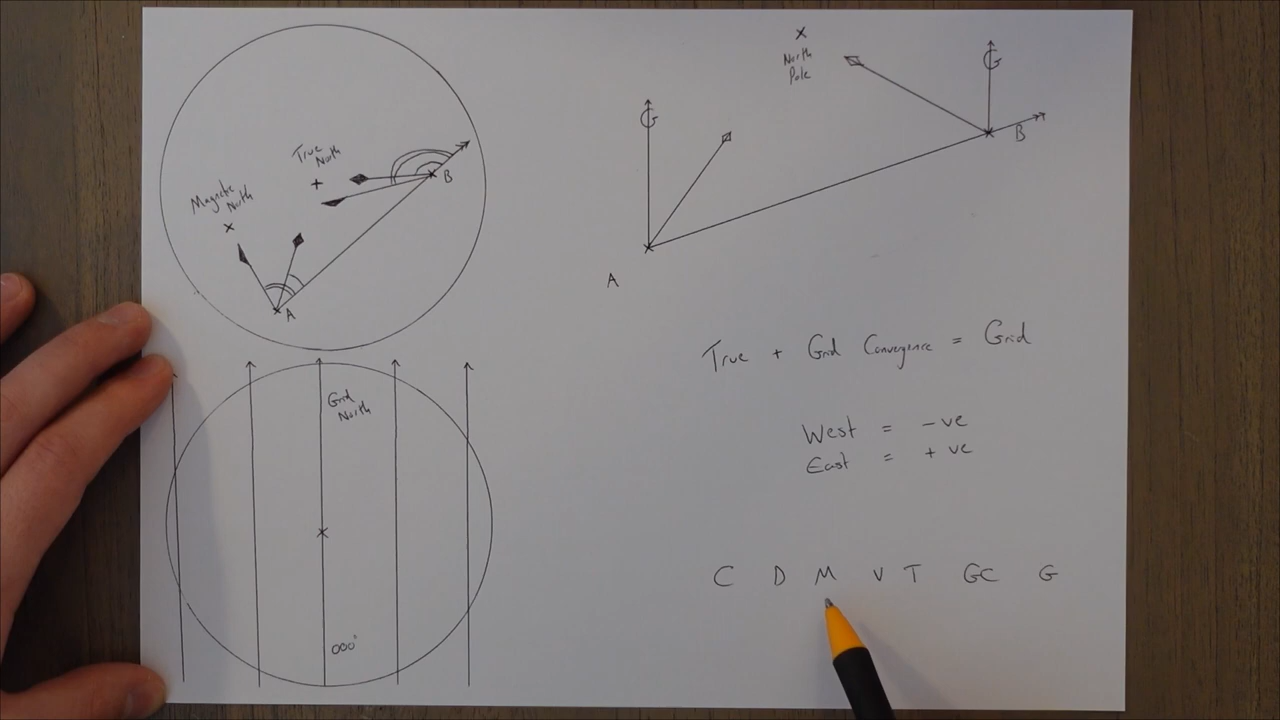 True
North
Magnetic
North
B
A
Grid
North
000°
North
Pole
G
G
B
A
True + Grid Convergence = Grid
West = -ve
East = +ve
C D M V T GC G